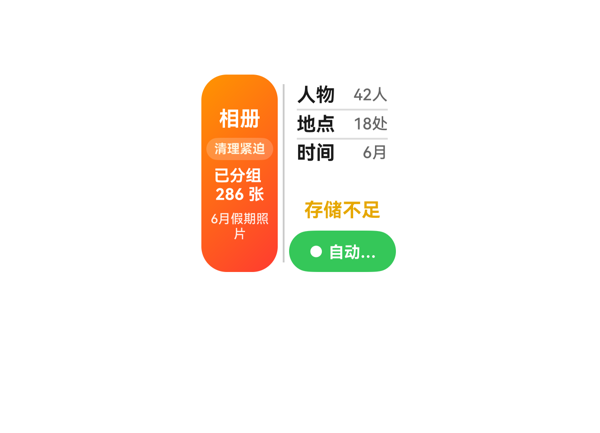 相册
清理紧迫
已分组
286 张
6月假期照
片
人物 42人
地点 18处
时间 6月
存储不足
自动...